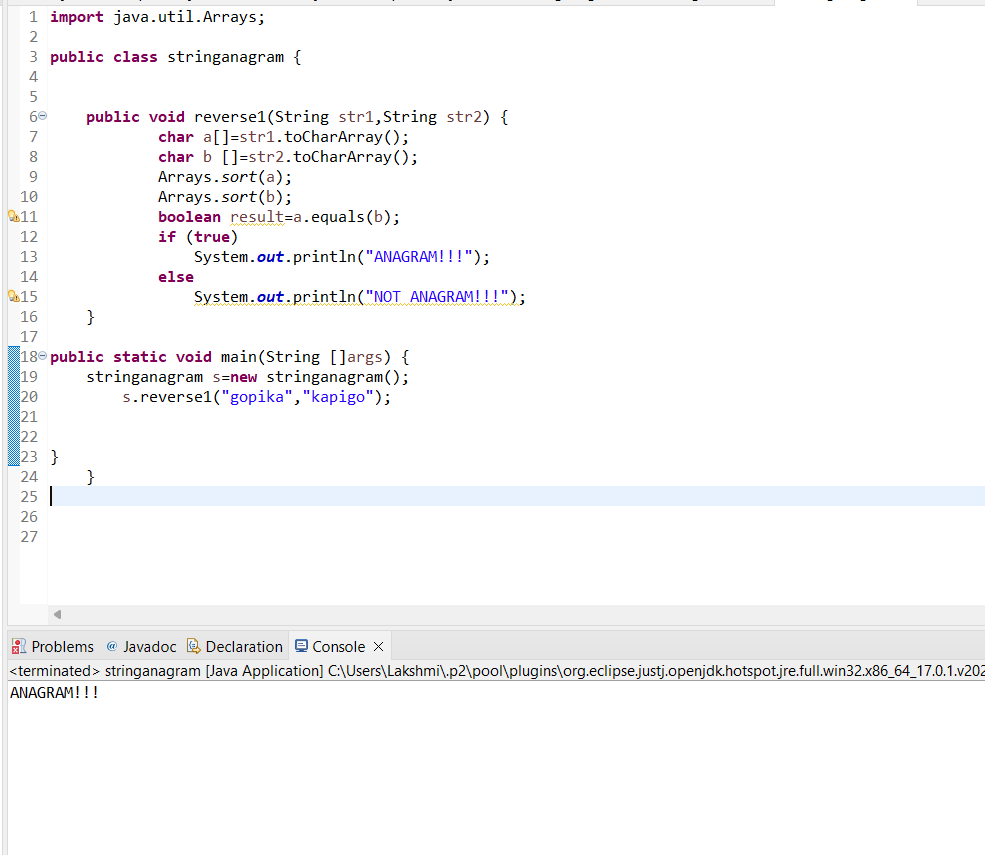 1 import java.util.Arrays;
2
3 public class stringanagram {
4
5
6 public void reverse1(String str1,String str2) {
7 char a[]=str1.toCharArray();
8 char b []=str2.toCharArray();
9 Arrays.sort(a);
10 Arrays.sort(b);
11 boolean result=a.equals(b);
12 if (true)
13 System.out.println("ANAGRAM!!!");
14 else
15 System.out.println("NOT ANAGRAM!!!");
16 }
17
18 public static void main(String []args) {
19 stringanagram s=new stringanagram();
20 s.reverse1("gopika","kapigo");
21
22
23 }
24 }
25
26
27
Problems @ Javadoc Declaration Console
<terminated> stringanagram [Java Application] C:\Users\Lakshmi\.p2\pool\plugins\org.eclipse.justj.openjdk.hotspot.jre.full.win32.x86_64_17.0.1.v202
ANAGRAM!!!